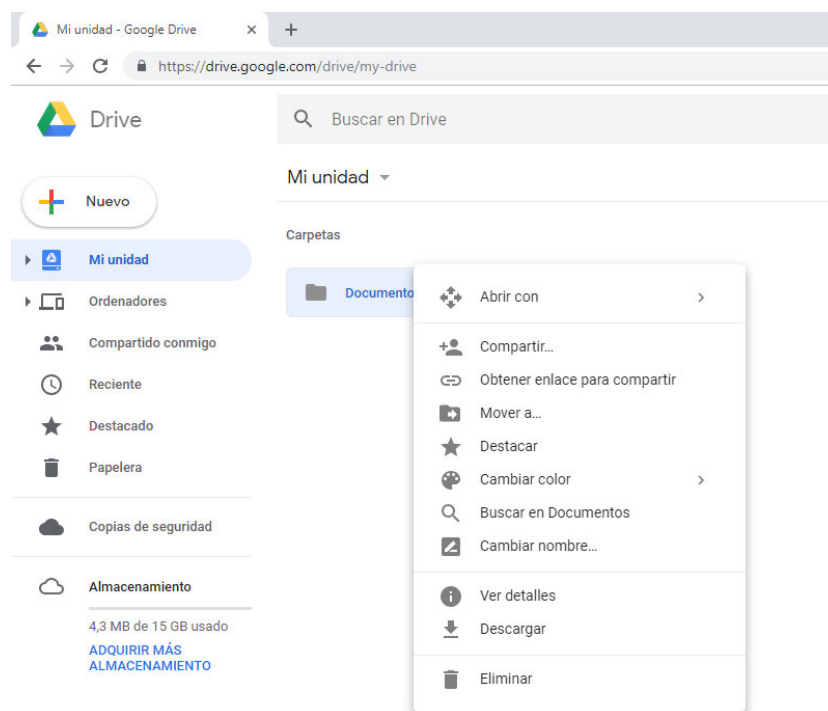 Mi unidad - Google Drive
https://drive.google.com/drive/my-drive
Drive
Buscar en Drive
Nuevo
Mi unidad
Ordenadores
Compartido conmigo
Reciente
Destacado
Papelera
Copias de seguridad
Almacenamiento
4,3 MB de 15 GB usado
ADQUIRIR MÁS
ALMACENAMIENTO
Mi unidad
Carpetas
Documento
Abrir con
Compartir...
Obtener enlace para compartir
Mover a...
Destacar
Cambiar color
Buscar en Documentos
Cambiar nombre...
Ver detalles
Descargar
Eliminar